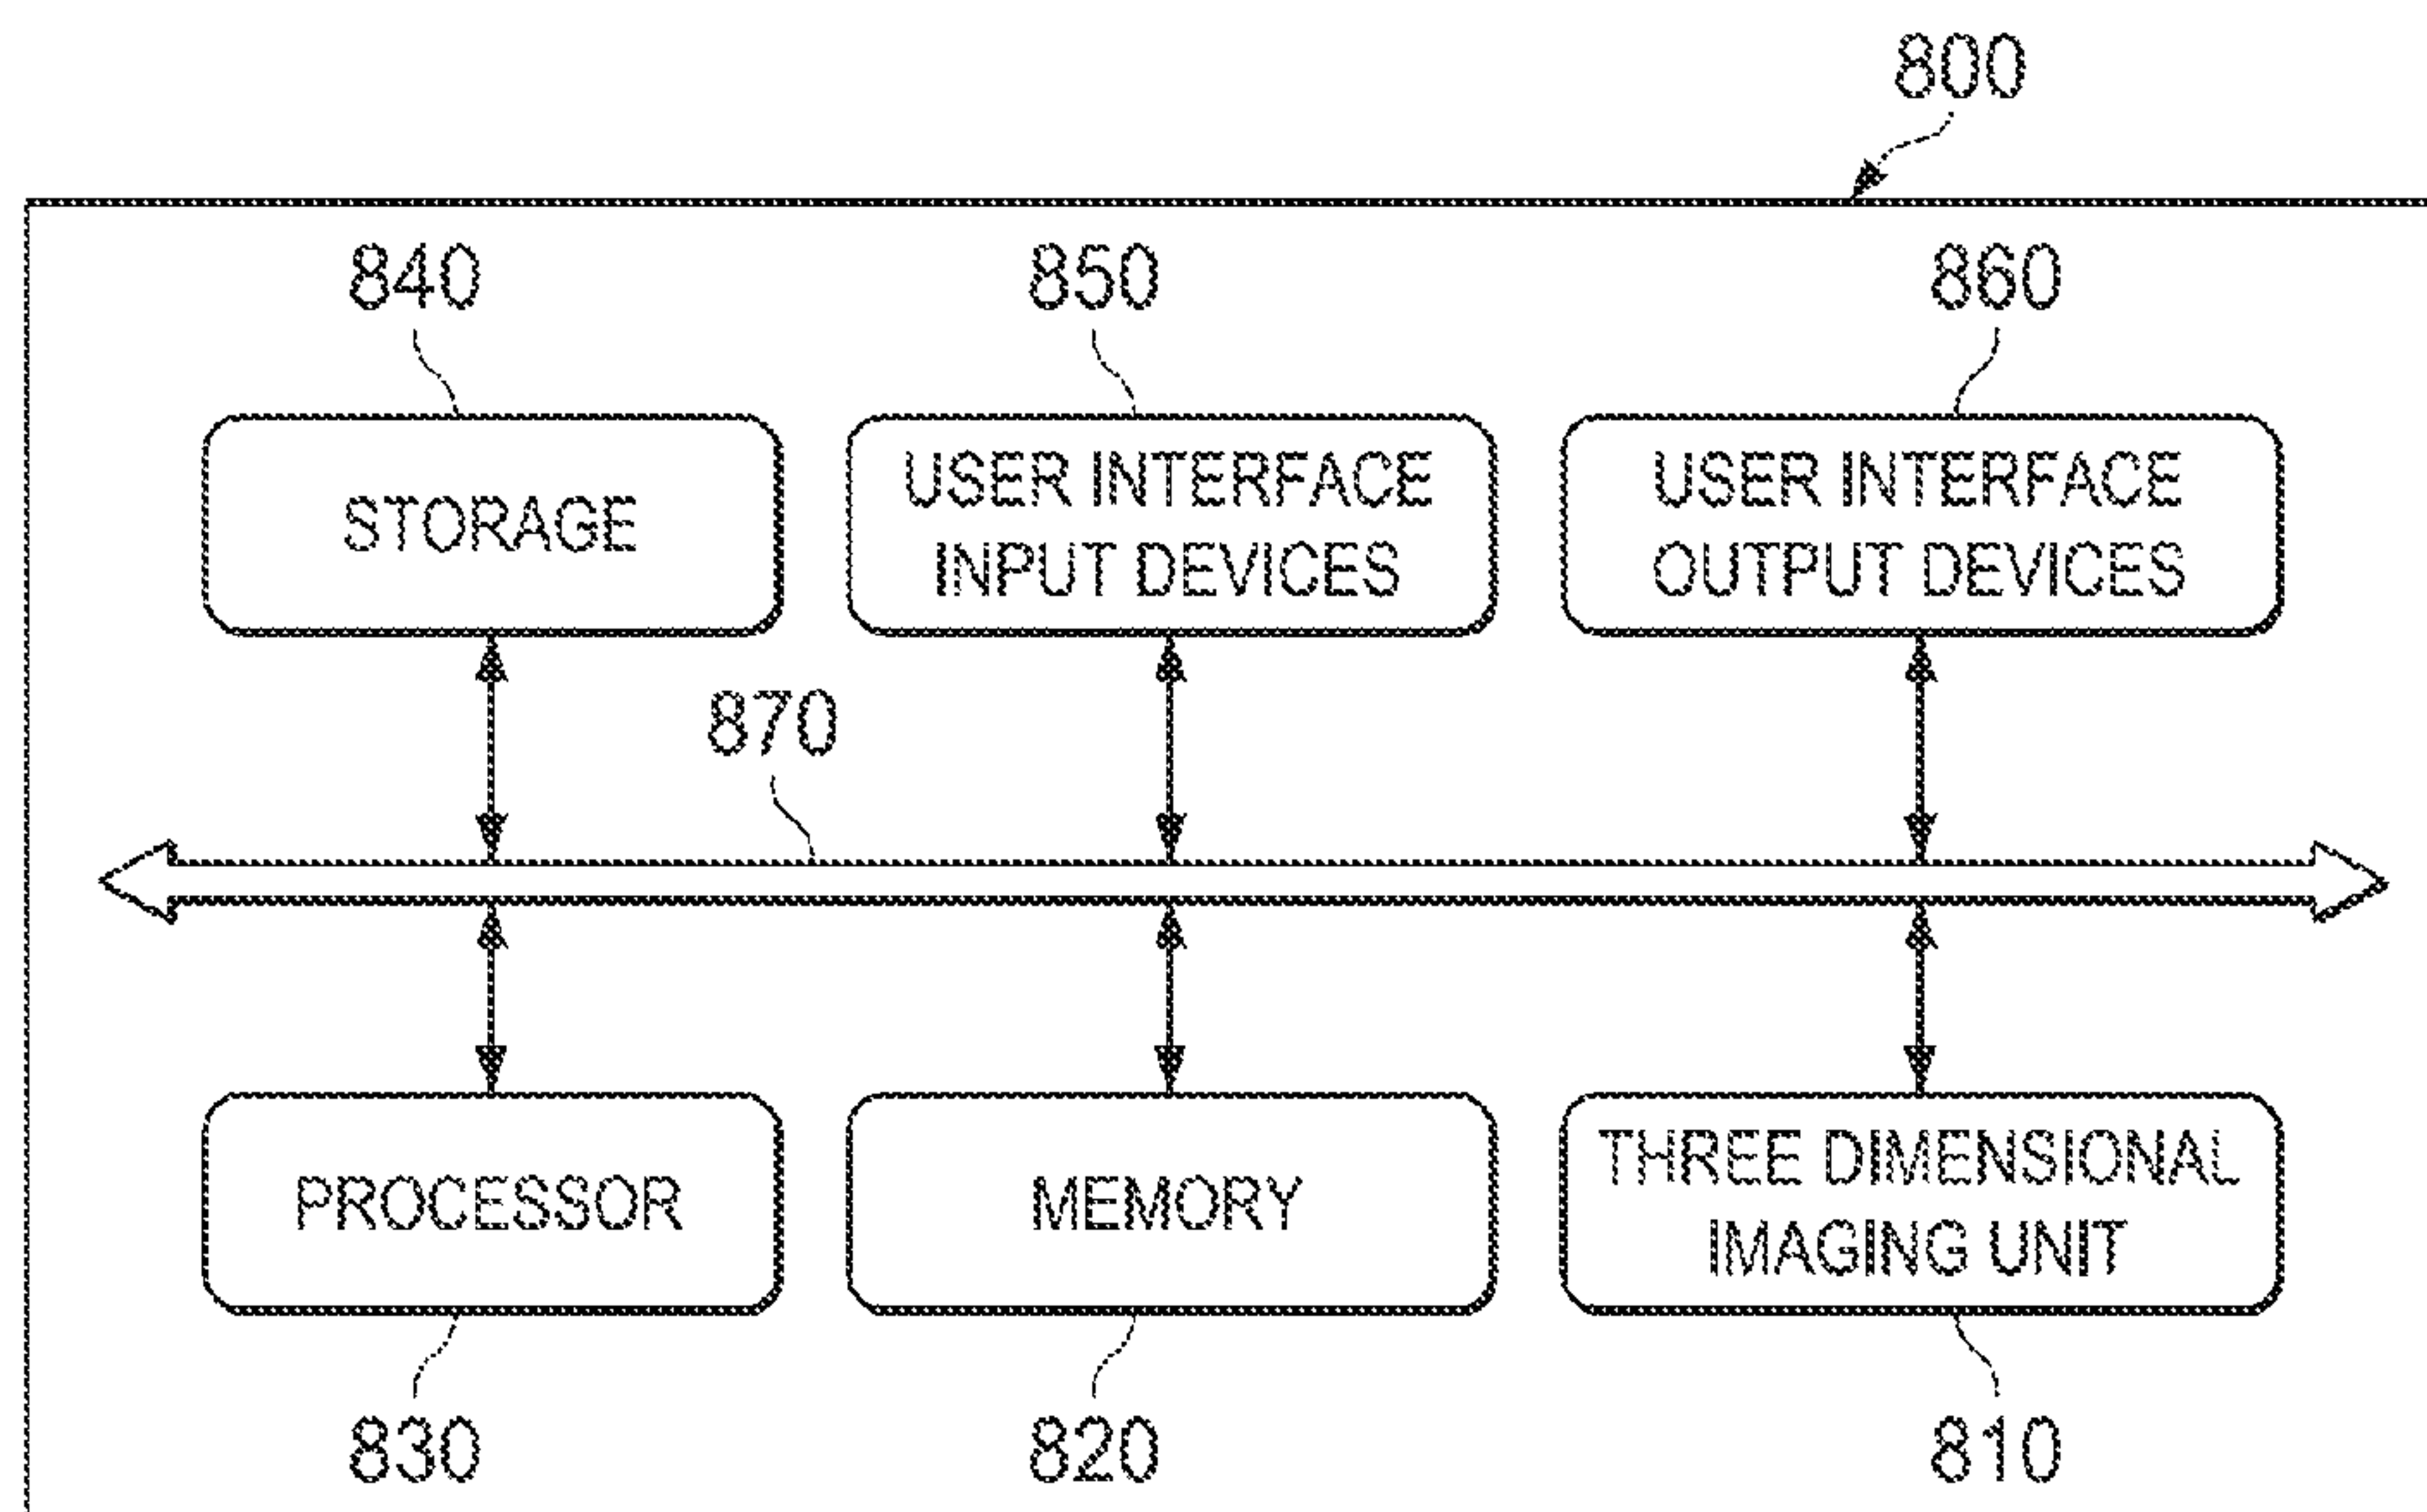 800
840
850
860
STORAGE
USER INTERFACE
INPUT DEVICES
USER INTERFACE
OUTPUT DEVICES
870
PROCESSOR
MEMORY
THREE DIMENSIONAL
IMAGING UNIT
830
820
810